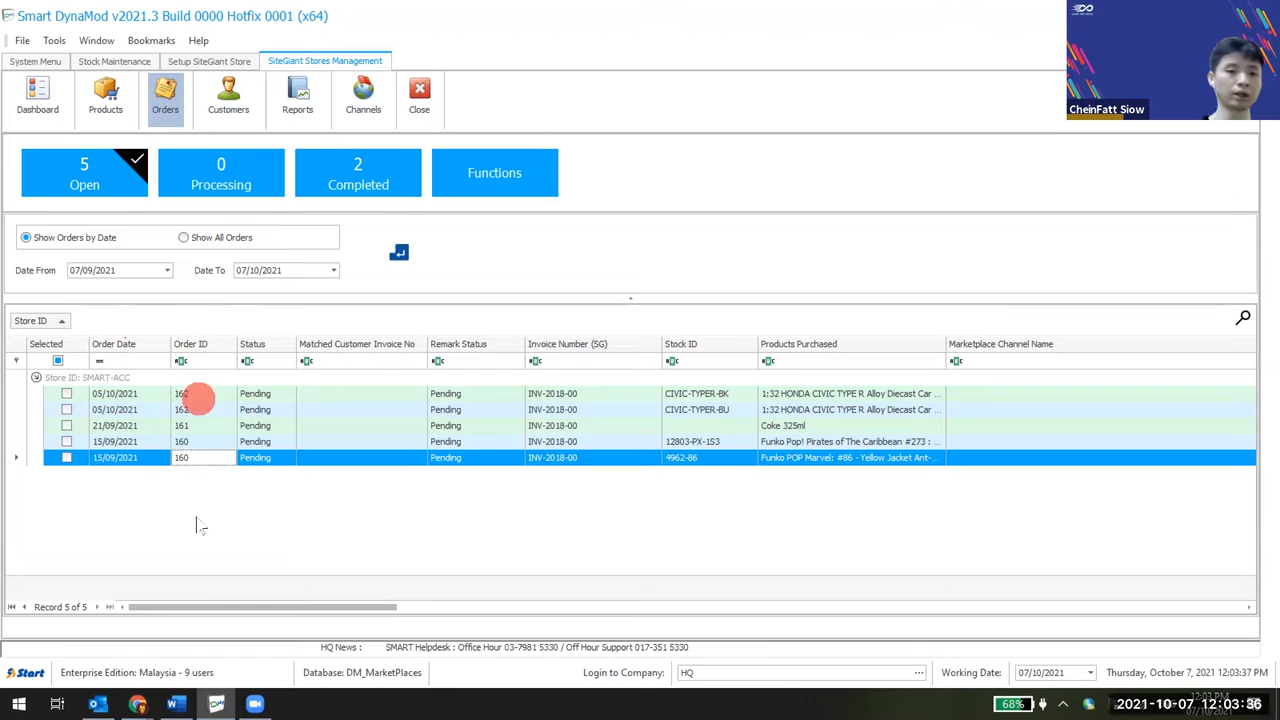 Smart DynaMod v2021.3 Build 0000 Hotfix 0001 (x64)
File Tools Window Bookmarks Help
System Menu Stock Maintenance Setup SiteGiant Store SiteGiant Stores Management
Dashboard Products Orders Customers Reports Channels Close
CheinFatt Siow
5 0 2
Open Processing Completed Functions
Show Orders by Date Show All Orders
Date From 07/09/2021 Date To 07/10/2021
Store ID
Selected Order Date Order ID Status Matched Customer Invoice No Remark Status Invoice Number (SG) Stock ID Products Purchased Marketplace Channel Name
Store ID: SMART-ACC
05/10/2021 162 Pending Pending INV-2018-00 CIVIC-TYPER-BK 1:32 HONDA CIVIC TYPE R Alloy Diecast Car ...
05/10/2021 162 Pending Pending INV-2018-00 CIVIC-TYPER-BU 1:32 HONDA CIVIC TYPE R Alloy Diecast Car ...
21/09/2021 161 Pending Pending INV-2018-00 Coke 325ml
15/09/2021 160 Pending Pending INV-2018-00 12803-PX-1S3 Funko Pop! Pirates of The Caribbean #273 : ...
15/09/2021 160 Pending Pending INV-2018-00 4962-86 Funko POP Marvel: #86 - Yellow Jacket Ant-...
Record 5 of 5
HQ News : SMART Helpdesk : Office Hour 03-7981 5330 / Off Hour Support 017-351 5330
Start Enterprise Edition: Malaysia - 9 users Database: DM_MarketPlaces Login to Company: HQ Working Date: 07/10/2021 Thursday, October 7, 2021 12:03:37 PM
68% 2021-10-07 12:03:36